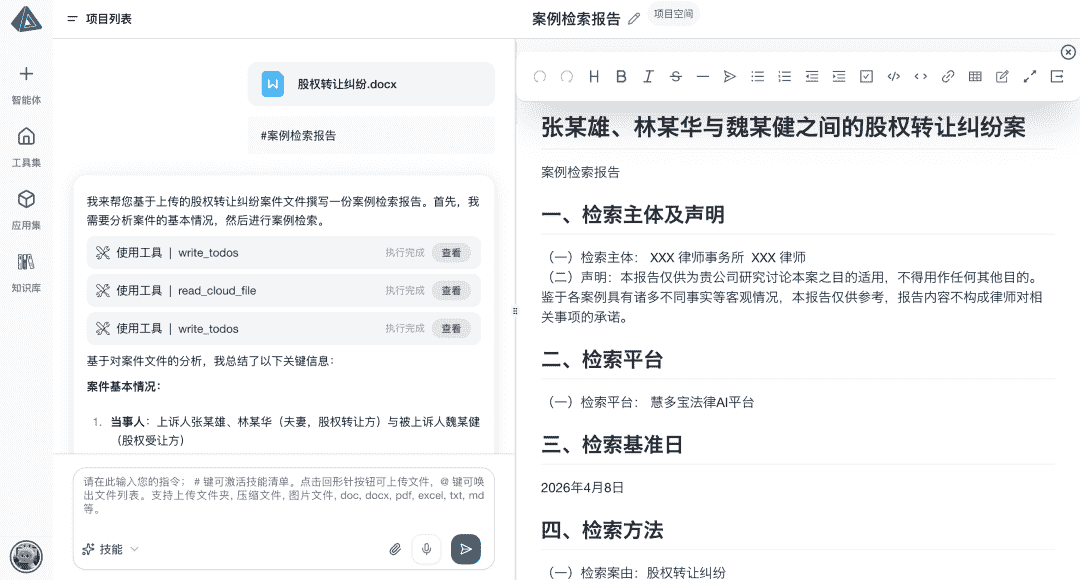 项目列表
案例检索报告
项目空间
智能体
工具集
应用集
知识库
W
股权转让纠纷.docx
#案例检索报告
我来帮您基于上传的股权转让纠纷案件文件撰写一份案例检索报告。首先，我
需要分析案件的基本情况，然后进行案例检索。
使用工具 | write_todos 执行完成 查看
使用工具 | read_cloud_file 执行完成 查看
使用工具 | write_todos 执行完成 查看
基于对案件文件的分析，我总结了以下关键信息：
案件基本情况：
1. 当事人：上诉人张某雄、林某华（夫妻，股权转让方）与被上诉人魏某健
（股权受让方）
请在此输入您的指令； # 键可激活技能清单。点击回形针按钮可上传文件，@ 键可唤
出文件列表。支持上传文件夹, 压缩文件, 图片文件, doc, docx, pdf, excel, txt, md
等。
技能
张某雄、林某华与魏某健之间的股权转让纠纷案
案例检索报告
一、检索主体及声明
（一）检索主体： XXX 律师事务所 XXX 律师
（二）声明：本报告仅供为贵公司研究讨论本案之目的适用，不得用作任何其他目的。
鉴于各案例具有诸多不同事实等客观情况，本报告仅供参考，报告内容不构成律师对相
关事项的承诺。
二、检索平台
（一）检索平台： 慧多宝法律AI平台
三、检索基准日
2026年4月8日
四、检索方法
（一）检索案由：股权转让纠纷